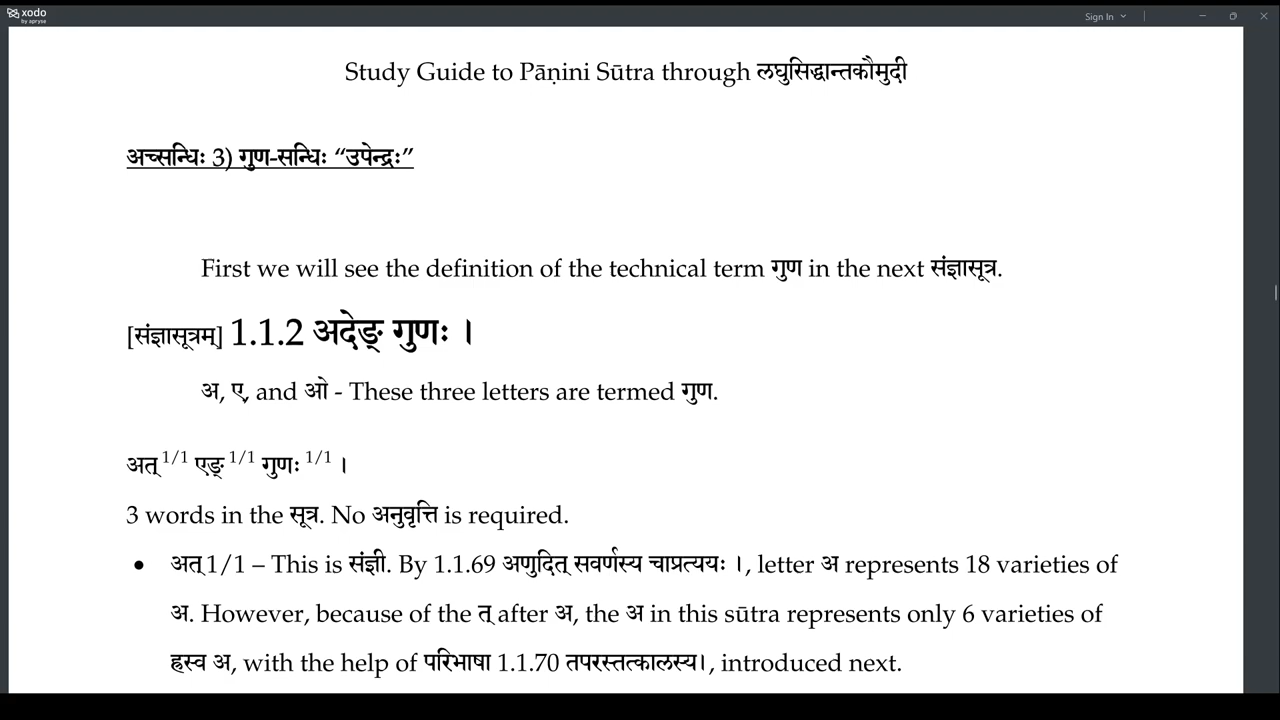 xodo
by apryse
Sign In
Study Guide to Pāṇini Sūtra through लघुसिद्धान्तकौमुदी
अच्सन्धिः 3) गुण-सन्धिः “उपेन्द्रः”
First we will see the definition of the technical term गुण in the next संज्ञासूत्र.
[संज्ञासूत्रम्] 1.1.2 अदेङ् गुणः ।
अ, ए, and ओ - These three letters are termed गुण.
अत् 1/1 एङ् 1/1 गुणः 1/1 ।
3 words in the सूत्र. No अनुवृत्ति is required.
• अत् 1/1 – This is संज्ञी. By 1.1.69 अणुदित् सवर्णस्य चाप्रत्ययः ।, letter अ represents 18 varieties of
अ. However, because of the त् after अ, the अ in this sūtra represents only 6 varieties of
ह्रस्व अ, with the help of परिभाषा 1.1.70 तपरस्तत्कालस्य।, introduced next.